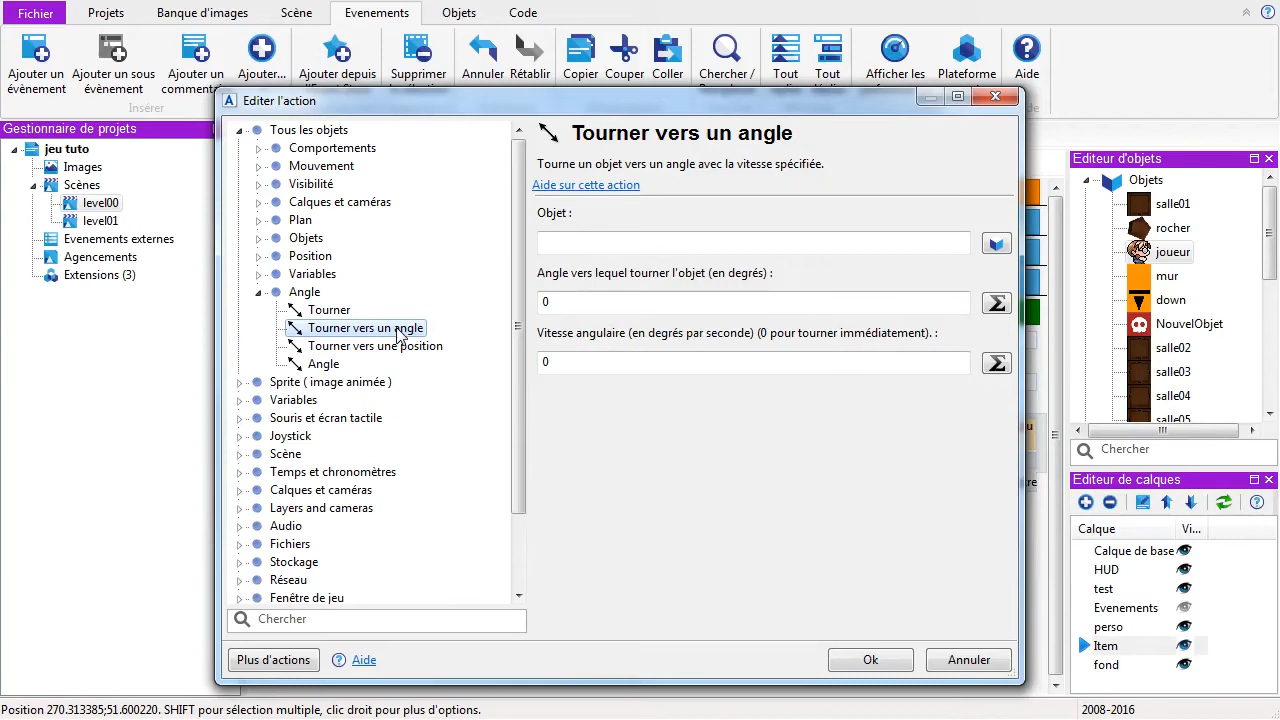 Fichier
Projets
Banque d'images
Scène
Evenements
Objets
Code
Ajouter un
évènement
Ajouter un sous
évènement
Ajouter un
Ajouter...
Ajouter depuis
Supprimer
Annuler
Rétablir
Copier
Couper
Coller
Chercher /
Tout
Tout
Afficher les
Plateforme
Aide
Insérer
Gestionnaire de projets
jeu tuto
Images
Scènes
level00
level01
Evenements externes
Agencements
Extensions (3)
Editer l'action
Tous les objets
Comportements
Mouvement
Visibilité
Calques et caméras
Plan
Objets
Position
Variables
Angle
Tourner
Tourner vers un angle
Tourner vers une position
Angle
Sprite ( image animée )
Variables
Souris et écran tactile
Joystick
Scène
Temps et chronomètres
Calques et caméras
Layers and cameras
Audio
Fichiers
Stockage
Réseau
Fenêtre de jeu
Chercher
Plus d'actions
Aide
Tourner vers un angle
Tourne un objet vers un angle avec la vitesse spécifiée.
Aide sur cette action
Objet :
Angle vers lequel tourner l'objet (en degrés) :
0
Vitesse angulaire (en degrés par seconde) (0 pour tourner immediatement). :
0
Ok
Annuler
Editeur d'objets
Objets
salle01
rocher
joueur
mur
down
NouvelObjet
salle02
salle03
salle04
salle05
Chercher
Editeur de calques
Calque
Vi...
Calque de base
HUD
test
Evenements
perso
Item
fond
Position 270.313385;51.600220. SHIFT pour sélection multiple, clic droit pour plus d'options.
2008-2016